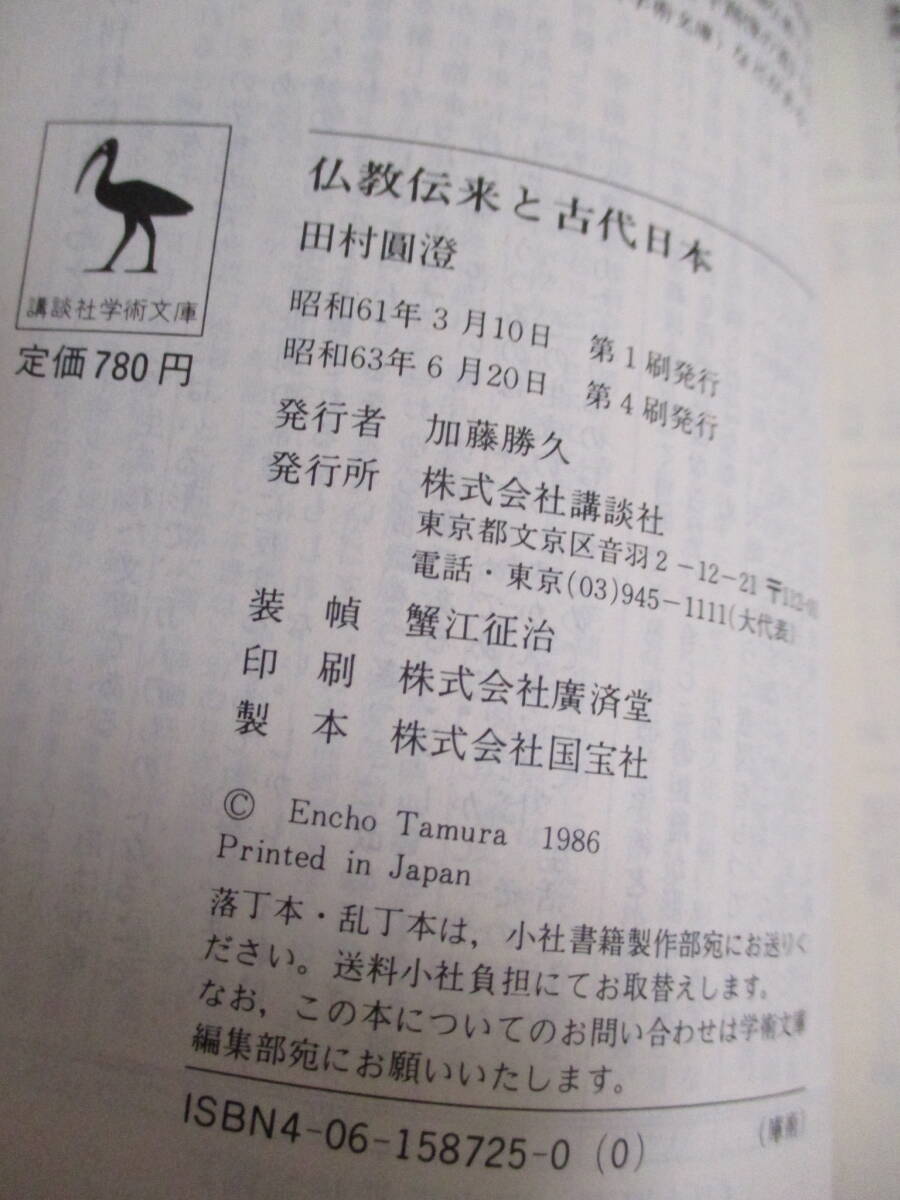 講談社学術文庫
定価780円
仏教伝来と古代日本
田村圓澄
昭和61年3月10日 第1刷発行
昭和63年6月20日 第4刷発行
発行者 加藤勝久
発行所 株式会社講談社
東京都文京区音羽2-12-21 〒112-
電話・東京(03)945-1111(大代表)
装幀 蟹江征治
印刷 株式会社廣済堂
製本 株式会社国宝社
© Encho Tamura 1986
Printed in Japan
落丁本・乱丁本は，小社書籍製作部宛にお送りく
ださい。送料小社負担にてお取替えします。
なお，この本についてのお問い合わせは学術文庫
編集部宛にお願いいたします。
ISBN4-06-158725-0 (0)
(庫術)